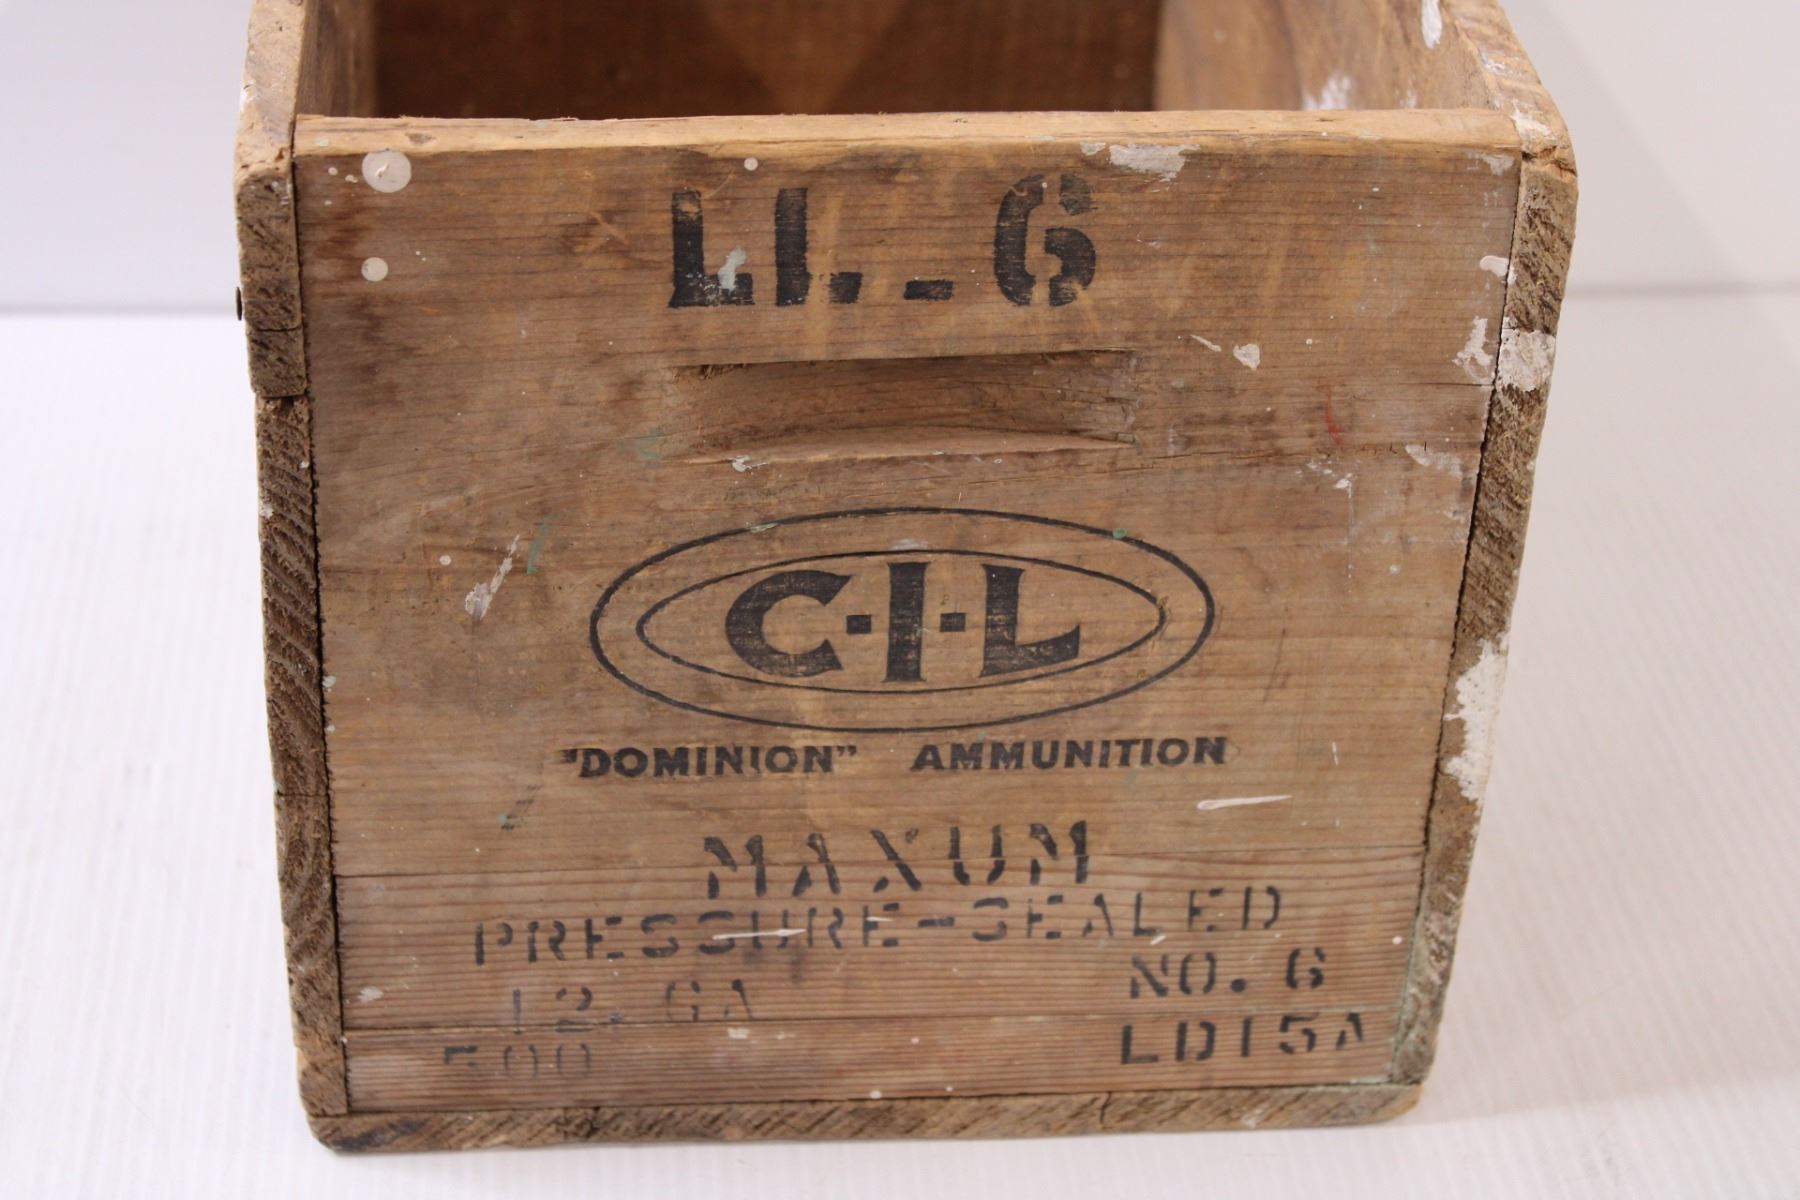 LL-6
C-I-L
"DOMINION" AMMUNITION
MAXUM
PRESSURE-SEALED
12. GA NO. 6
500 LD15A